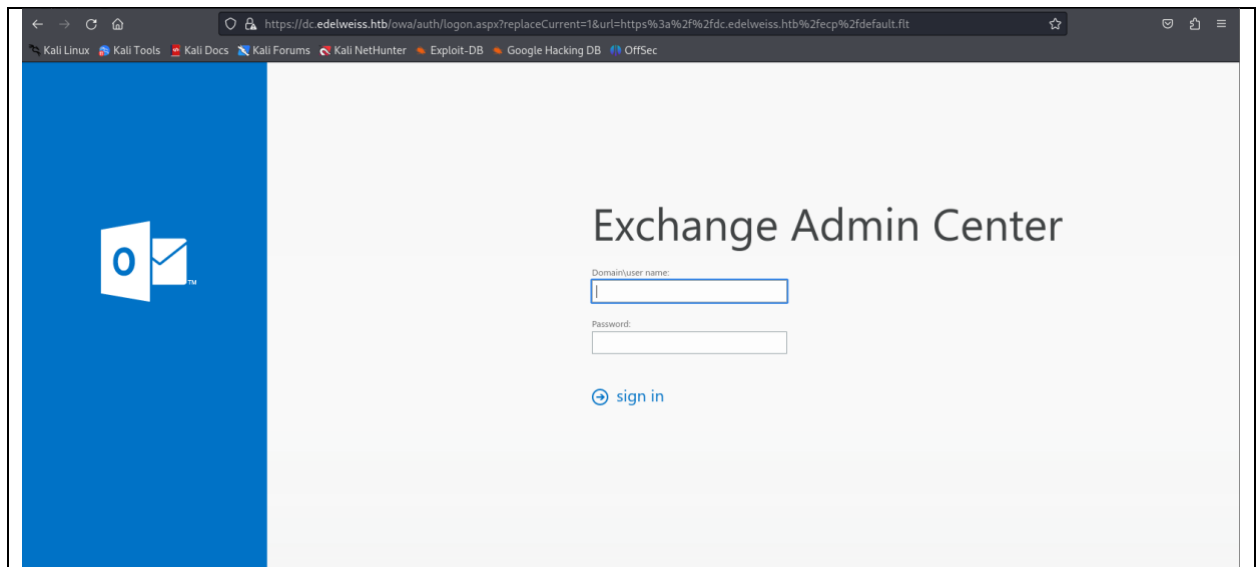 https://dc.edelweiss.htb/owa/auth/logon.aspx?replaceCurrent=1&url=https%3a%2f%2fdc.edelweiss.htb%2fecp%2fdefault.flt
Kali Linux Kali Tools Kali Docs Kali Forums Kali NetHunter Exploit-DB Google Hacking DB OffSec
Exchange Admin Center
Domain\user name:
O
TM
Password:
sign in